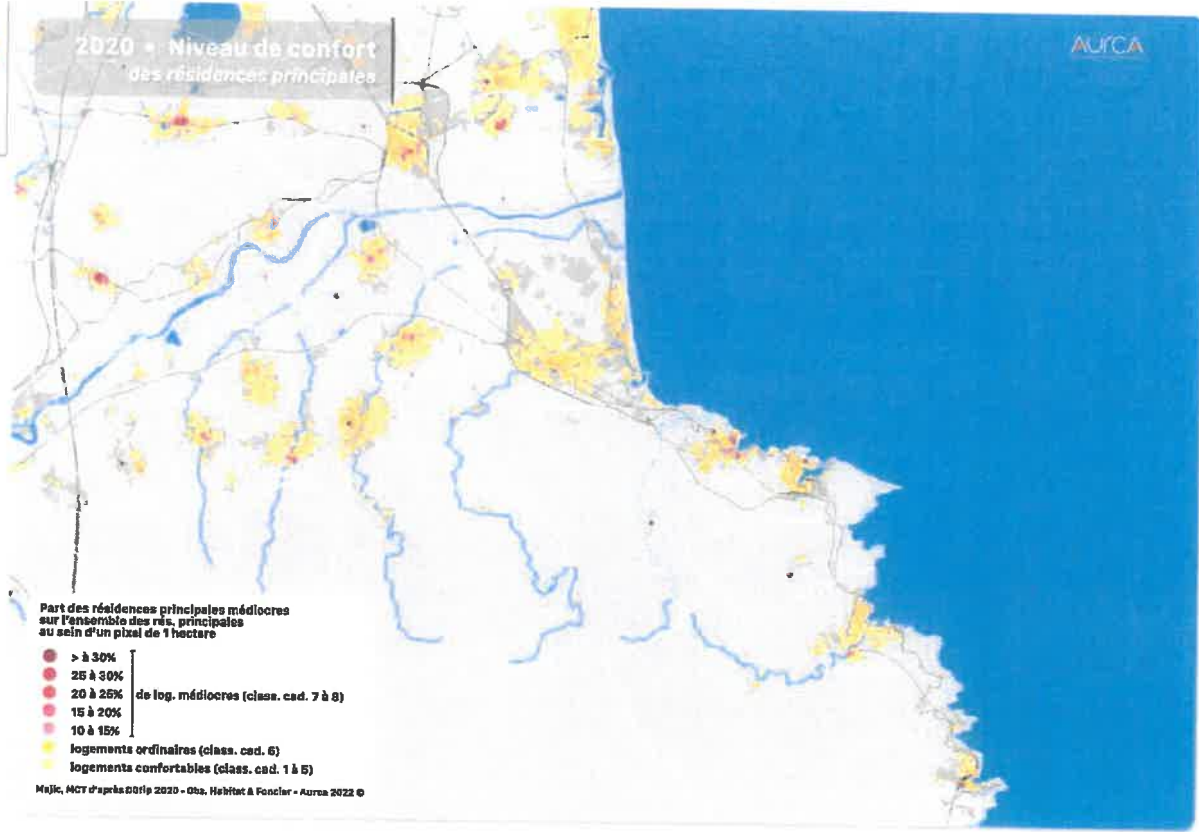 2020 • Niveau de confort
des résidences principales
AURCA
Part des résidences principales médiocres
sur l'ensemble des rés. principales
au sein d'un pixel de 1 hectare
> à 30%
25 à 30%
20 à 25%
de log. médiocres (class. cad. 7 à 8)
15 à 20%
10 à 15%
logements ordinaires (class. cad. 6)
logements confortables (class. cad. 1 à 5)
Majic, MCT d'après DGfip 2020 - Obs. Habitat & Foncier - Aurca 2022 ©